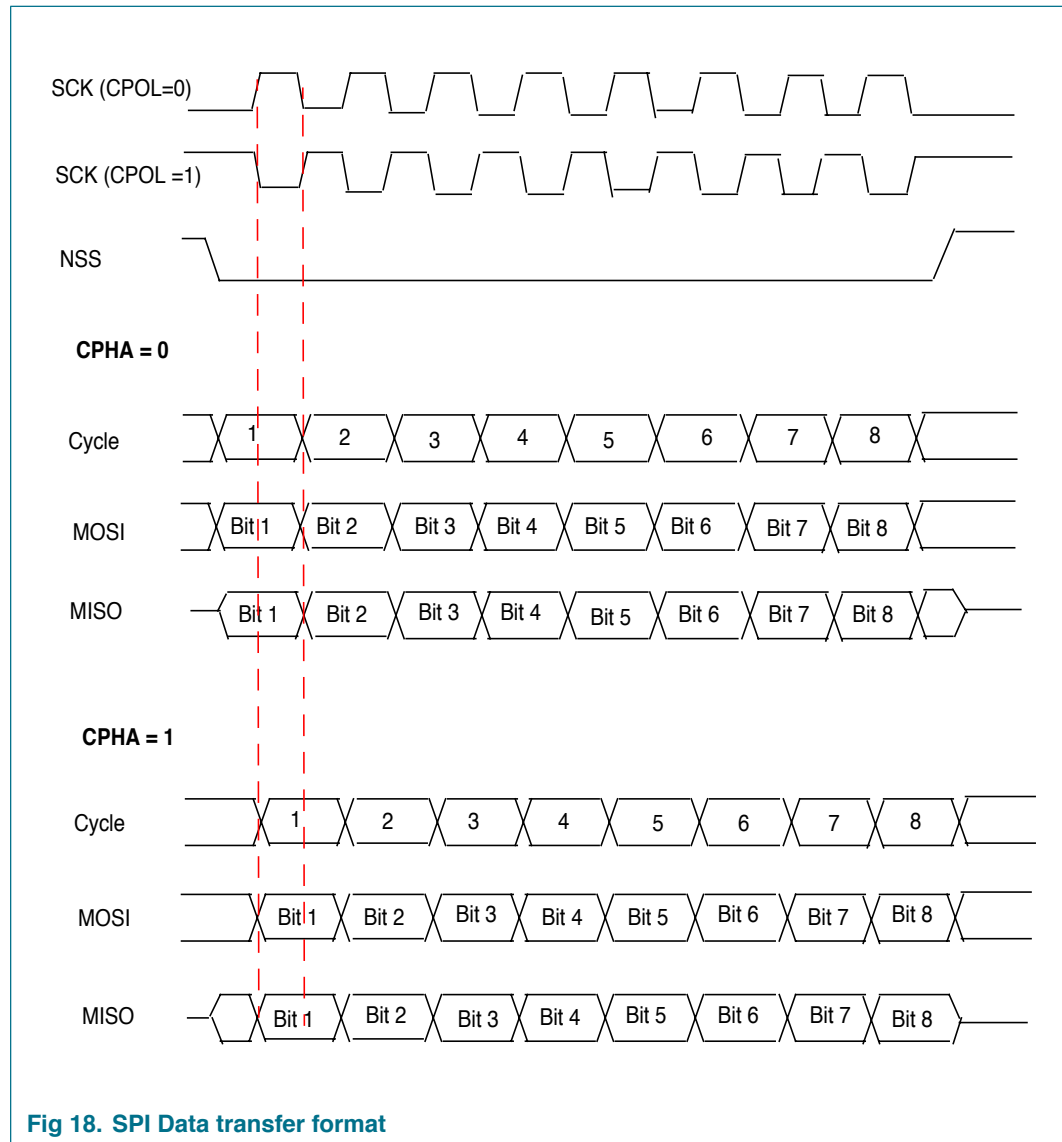 SCK (CPOL=0)
SCK (CPOL =1)
NSS
CPHA = 0
Cycle 1 2 3 4 5 6 7 8
MOSI Bit 1 Bit 2 Bit 3 Bit 4 Bit 5 Bit 6 Bit 7 Bit 8
MISO Bit 1 Bit 2 Bit 3 Bit 4 Bit 5 Bit 6 Bit 7 Bit 8
CPHA = 1
Cycle 1 2 3 4 5 6 7 8
MOSI Bit 1 Bit 2 Bit 3 Bit 4 Bit 5 Bit 6 Bit 7 Bit 8
MISO Bit 1 Bit 2 Bit 3 Bit 4 Bit 5 Bit 6 Bit 7 Bit 8
Fig 18. SPI Data transfer format